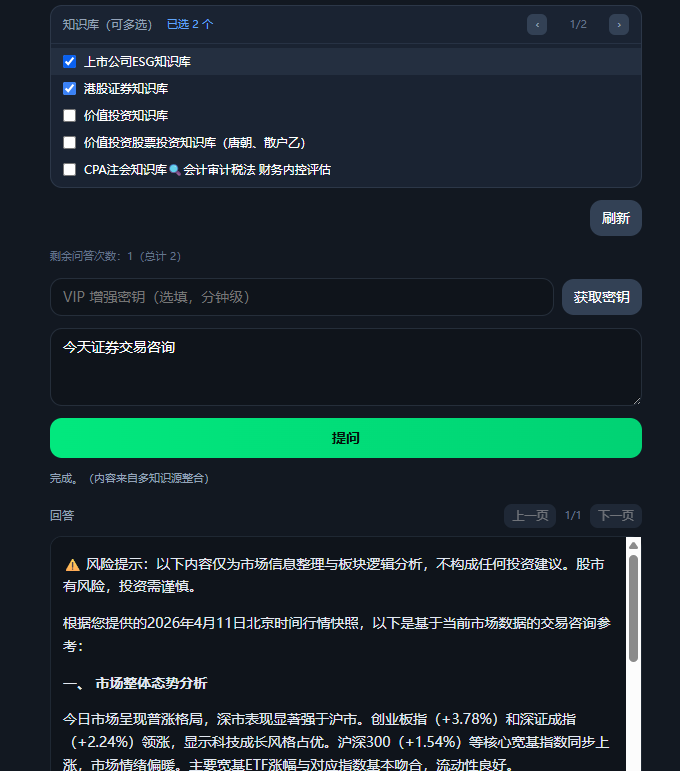 知识库（可多选） 已选 2 个 ‹ 1/2 ›
上市公司ESG知识库
港股证券知识库
价值投资知识库
价值投资股票投资知识库（唐朝、散户乙）
CPA注会知识库🔍会计审计税法 财务内控评估
刷新
剩余问答次数：1（总计 2）
VIP 增强密钥（选填，分钟级） 获取密钥
今天证券交易咨询
提问
完成。（内容来自多知识源整合）
回答 上一页 1/1 下一页
⚠️ 风险提示：以下内容仅为市场信息整理与板块逻辑分析，不构成任何投资建议。股市
有风险，投资需谨慎。
根据您提供的2026年4月11日北京时间行情快照，以下是基于当前市场数据的交易咨询参
考：
一、 市场整体态势分析
今日市场呈现普涨格局，深市表现显著强于沪市。创业板指（+3.78%）和深证成指
（+2.24%）领涨，显示科技成长风格占优。沪深300（+1.54%）等核心宽基指数同步上
涨，市场情绪偏暖。主要宽基ETF涨幅与对应指数基本吻合，流动性良好。